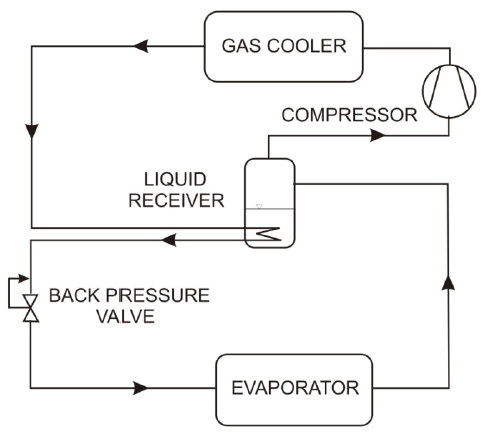 GAS COOLER
COMPRESSOR
LIQUID
RECEIVER
BACK PRESSURE
VALVE
EVAPORATOR